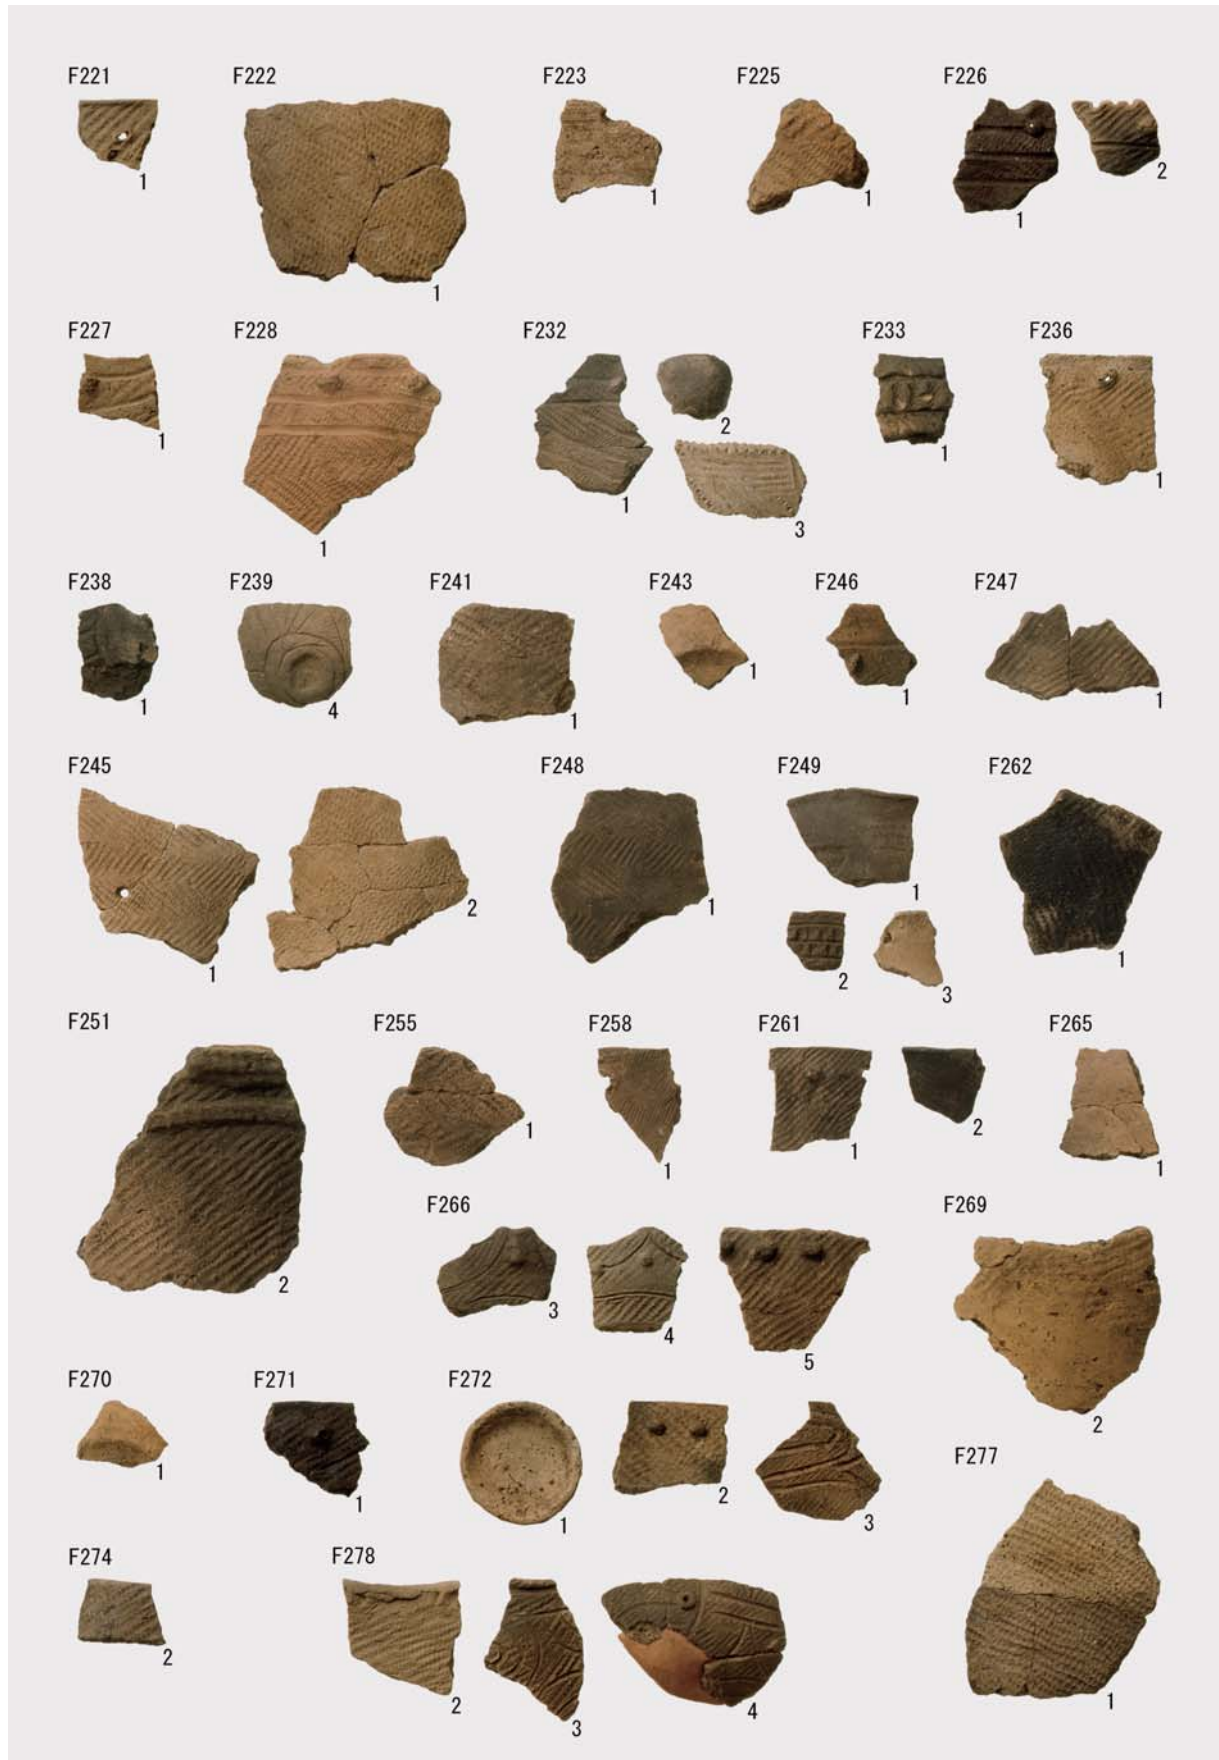 F221 F222 F223 F225 F226
1 1 1 1 1 2
F227 F228 F232 F233 F236
1 1 1 2 3 1 1
F238 F239 F241 F243 F246 F247
1 4 1 1 1 1
F245 F248 F249 F262
1 2 1 1 2 3 1
F251 F255 F258 F261 F265
2 1 1 1 2 1
F266 F269
3 4 5 2
F270 F271 F272 F277
1 1 1 2 3 1
F274 F278
2 2 3 4